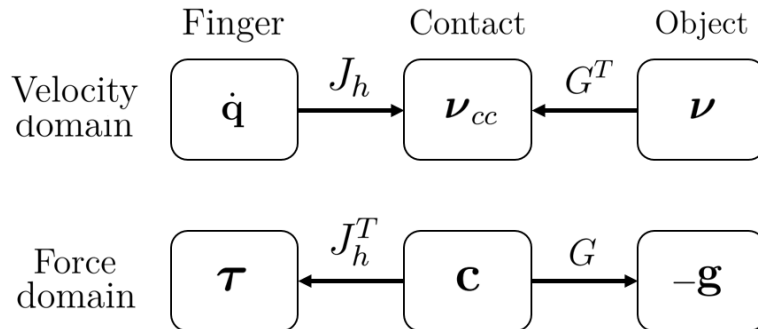 Finger Contact Object
Velocity domain
q̇ J_h ν_cc G^T ν
Force domain
τ J_h^T c G –g